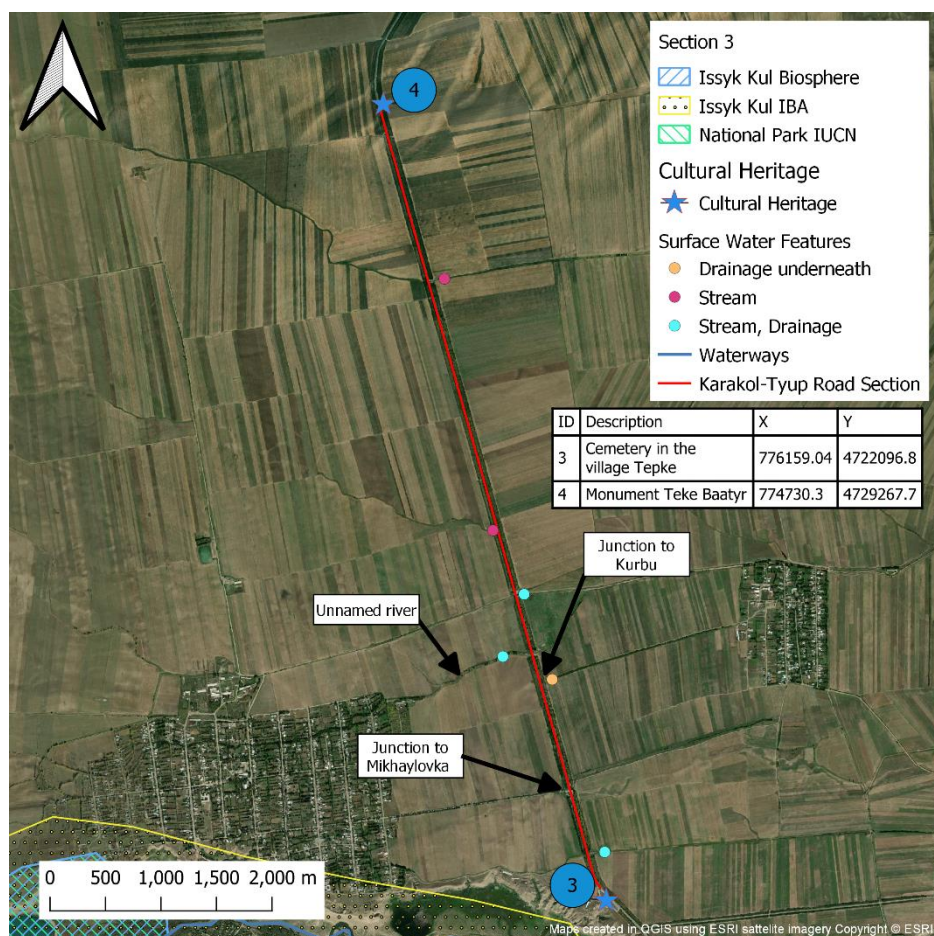 4
Section 3
Issyk Kul Biosphere
Issyk Kul IBA
National Park IUCN
Cultural Heritage
Cultural Heritage
Surface Water Features
Drainage underneath
Stream
Stream, Drainage
Waterways
Karakol-Tyup Road Section
ID Description X Y
3 Cemetery in the village Tepke 776159.04 4722096.8
4 Monument Teke Baatyr 774730.3 4729267.7
Junction to
Kurbu
Unnamed river
Junction to
Mikhaylovka
3
0 500 1,000 1,500 2,000 m
Maps created in QGIS using ESRI sattelite imagery Copyright © ESRI